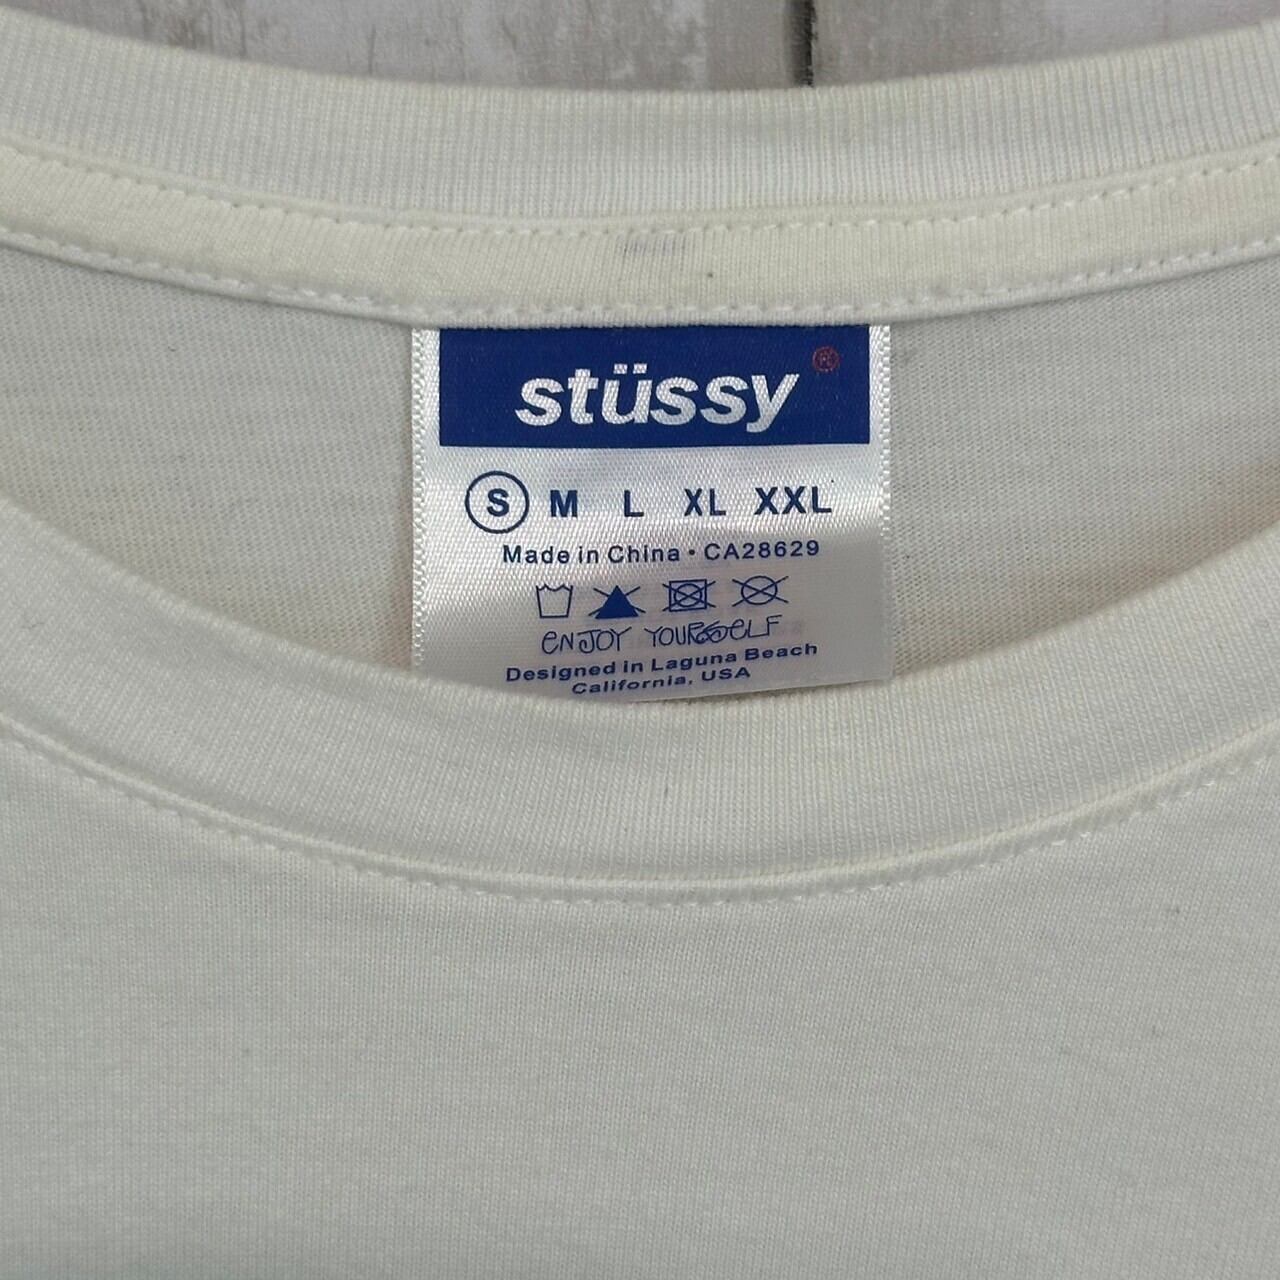 stüssy ®
S M L XL XXL
Made in China • CA28629
ENJOY YOURSELF
Designed in Laguna Beach
California, USA